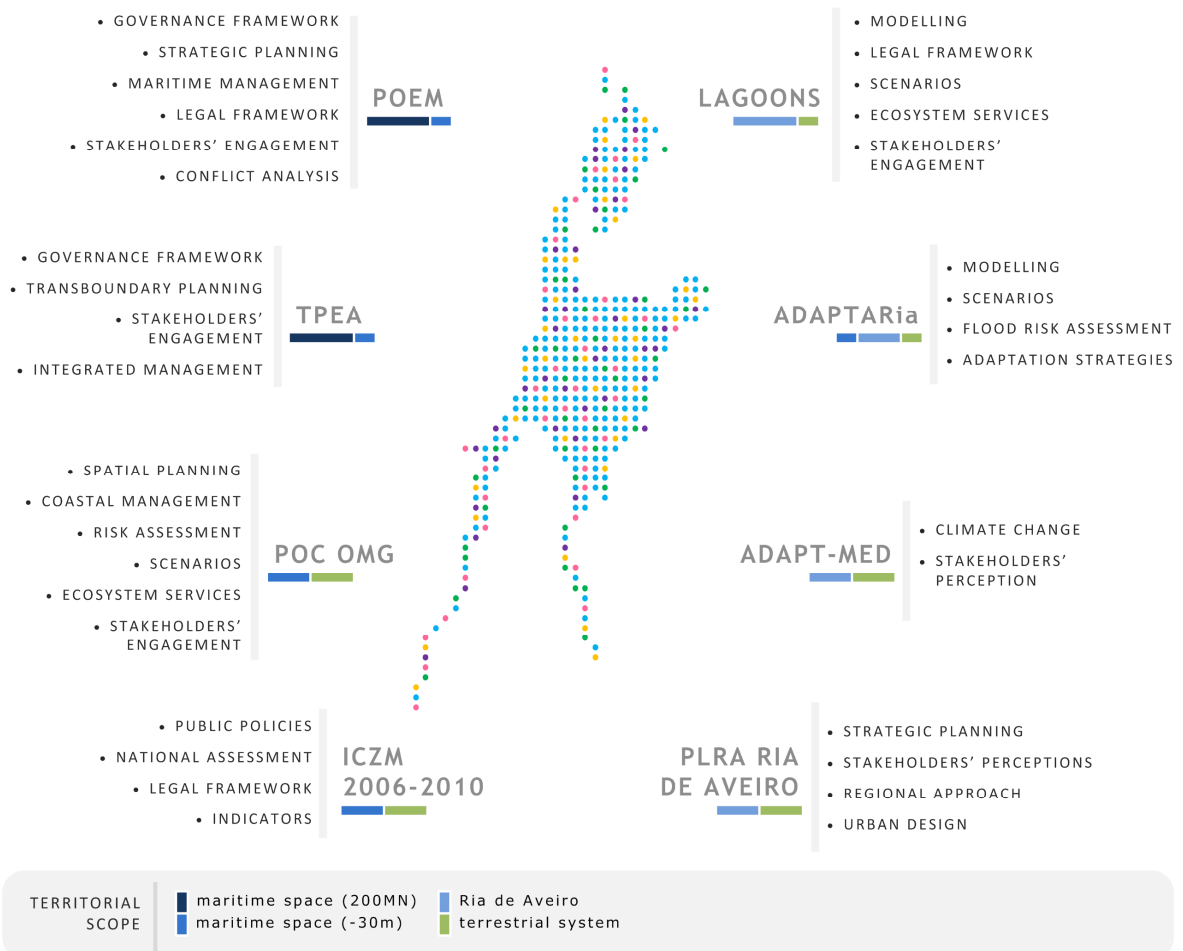 • GOVERNANCE FRAMEWORK
• STRATEGIC PLANNING
• MARITIME MANAGEMENT
• LEGAL FRAMEWORK
• STAKEHOLDERS' ENGAGEMENT
• CONFLICT ANALYSIS
POEM
LAGOONS
• MODELLING
• LEGAL FRAMEWORK
• SCENARIOS
• ECOSYSTEM SERVICES
• STAKEHOLDERS'
ENGAGEMENT
• GOVERNANCE FRAMEWORK
• TRANSBOUNDARY PLANNING
• STAKEHOLDERS'
ENGAGEMENT
• INTEGRATED MANAGEMENT
TPEA
ADAPTARia
• MODELLING
• SCENARIOS
• FLOOD RISK ASSESSMENT
• ADAPTATION STRATEGIES
• SPATIAL PLANNING
• COASTAL MANAGEMENT
• RISK ASSESSMENT
• SCENARIOS
• ECOSYSTEM SERVICES
• STAKEHOLDERS'
ENGAGEMENT
POC OMG
ADAPT-MED
• CLIMATE CHANGE
• STAKEHOLDERS'
PERCEPTION
• PUBLIC POLICIES
• NATIONAL ASSESSMENT
• LEGAL FRAMEWORK
• INDICATORS
ICZM
2006-2010
PLRA RIA
DE AVEIRO
• STRATEGIC PLANNING
• STAKEHOLDERS' PERCEPTIONS
• REGIONAL APPROACH
• URBAN DESIGN
TERRITORIAL
SCOPE
maritime space (200MN)
maritime space (-30m)
Ria de Aveiro
terrestrial system